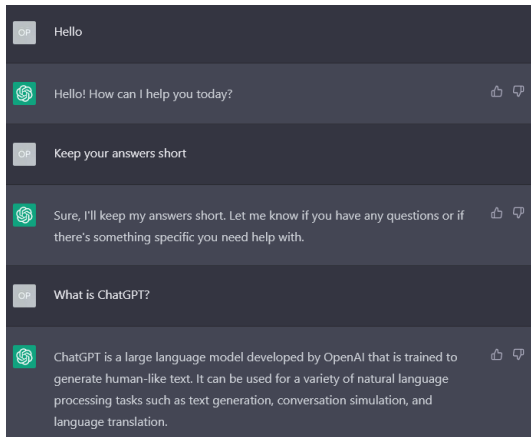 OP Hello
Hello! How can I help you today?
OP Keep your answers short
Sure, I'll keep my answers short. Let me know if you have any questions or if
there's something specific you need help with.
OP What is ChatGPT?
ChatGPT is a large language model developed by OpenAI that is trained to
generate human-like text. It can be used for a variety of natural language
processing tasks such as text generation, conversation simulation, and
language translation.